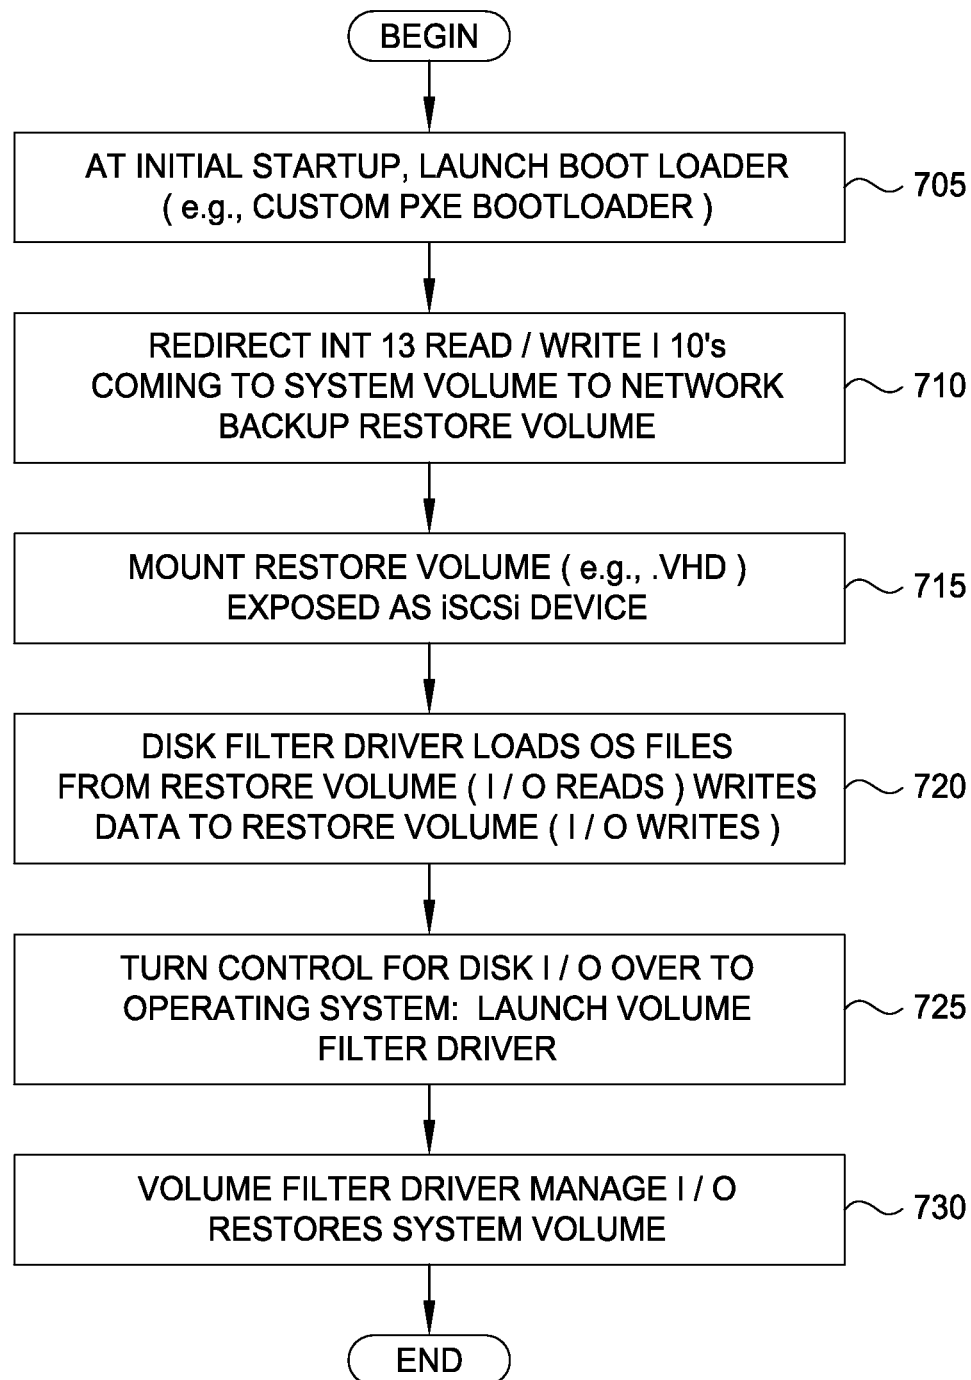 BEGIN
AT INITIAL STARTUP, LAUNCH BOOT LOADER
( e.g., CUSTOM PXE BOOTLOADER )
705
REDIRECT INT 13 READ / WRITE I 10's
COMING TO SYSTEM VOLUME TO NETWORK
BACKUP RESTORE VOLUME
710
MOUNT RESTORE VOLUME ( e.g., .VHD )
EXPOSED AS iSCSi DEVICE
715
DISK FILTER DRIVER LOADS OS FILES
FROM RESTORE VOLUME ( I / O READS ) WRITES
DATA TO RESTORE VOLUME ( I / O WRITES )
720
TURN CONTROL FOR DISK I / O OVER TO
OPERATING SYSTEM: LAUNCH VOLUME
FILTER DRIVER
725
VOLUME FILTER DRIVER MANAGE I / O
RESTORES SYSTEM VOLUME
730
END